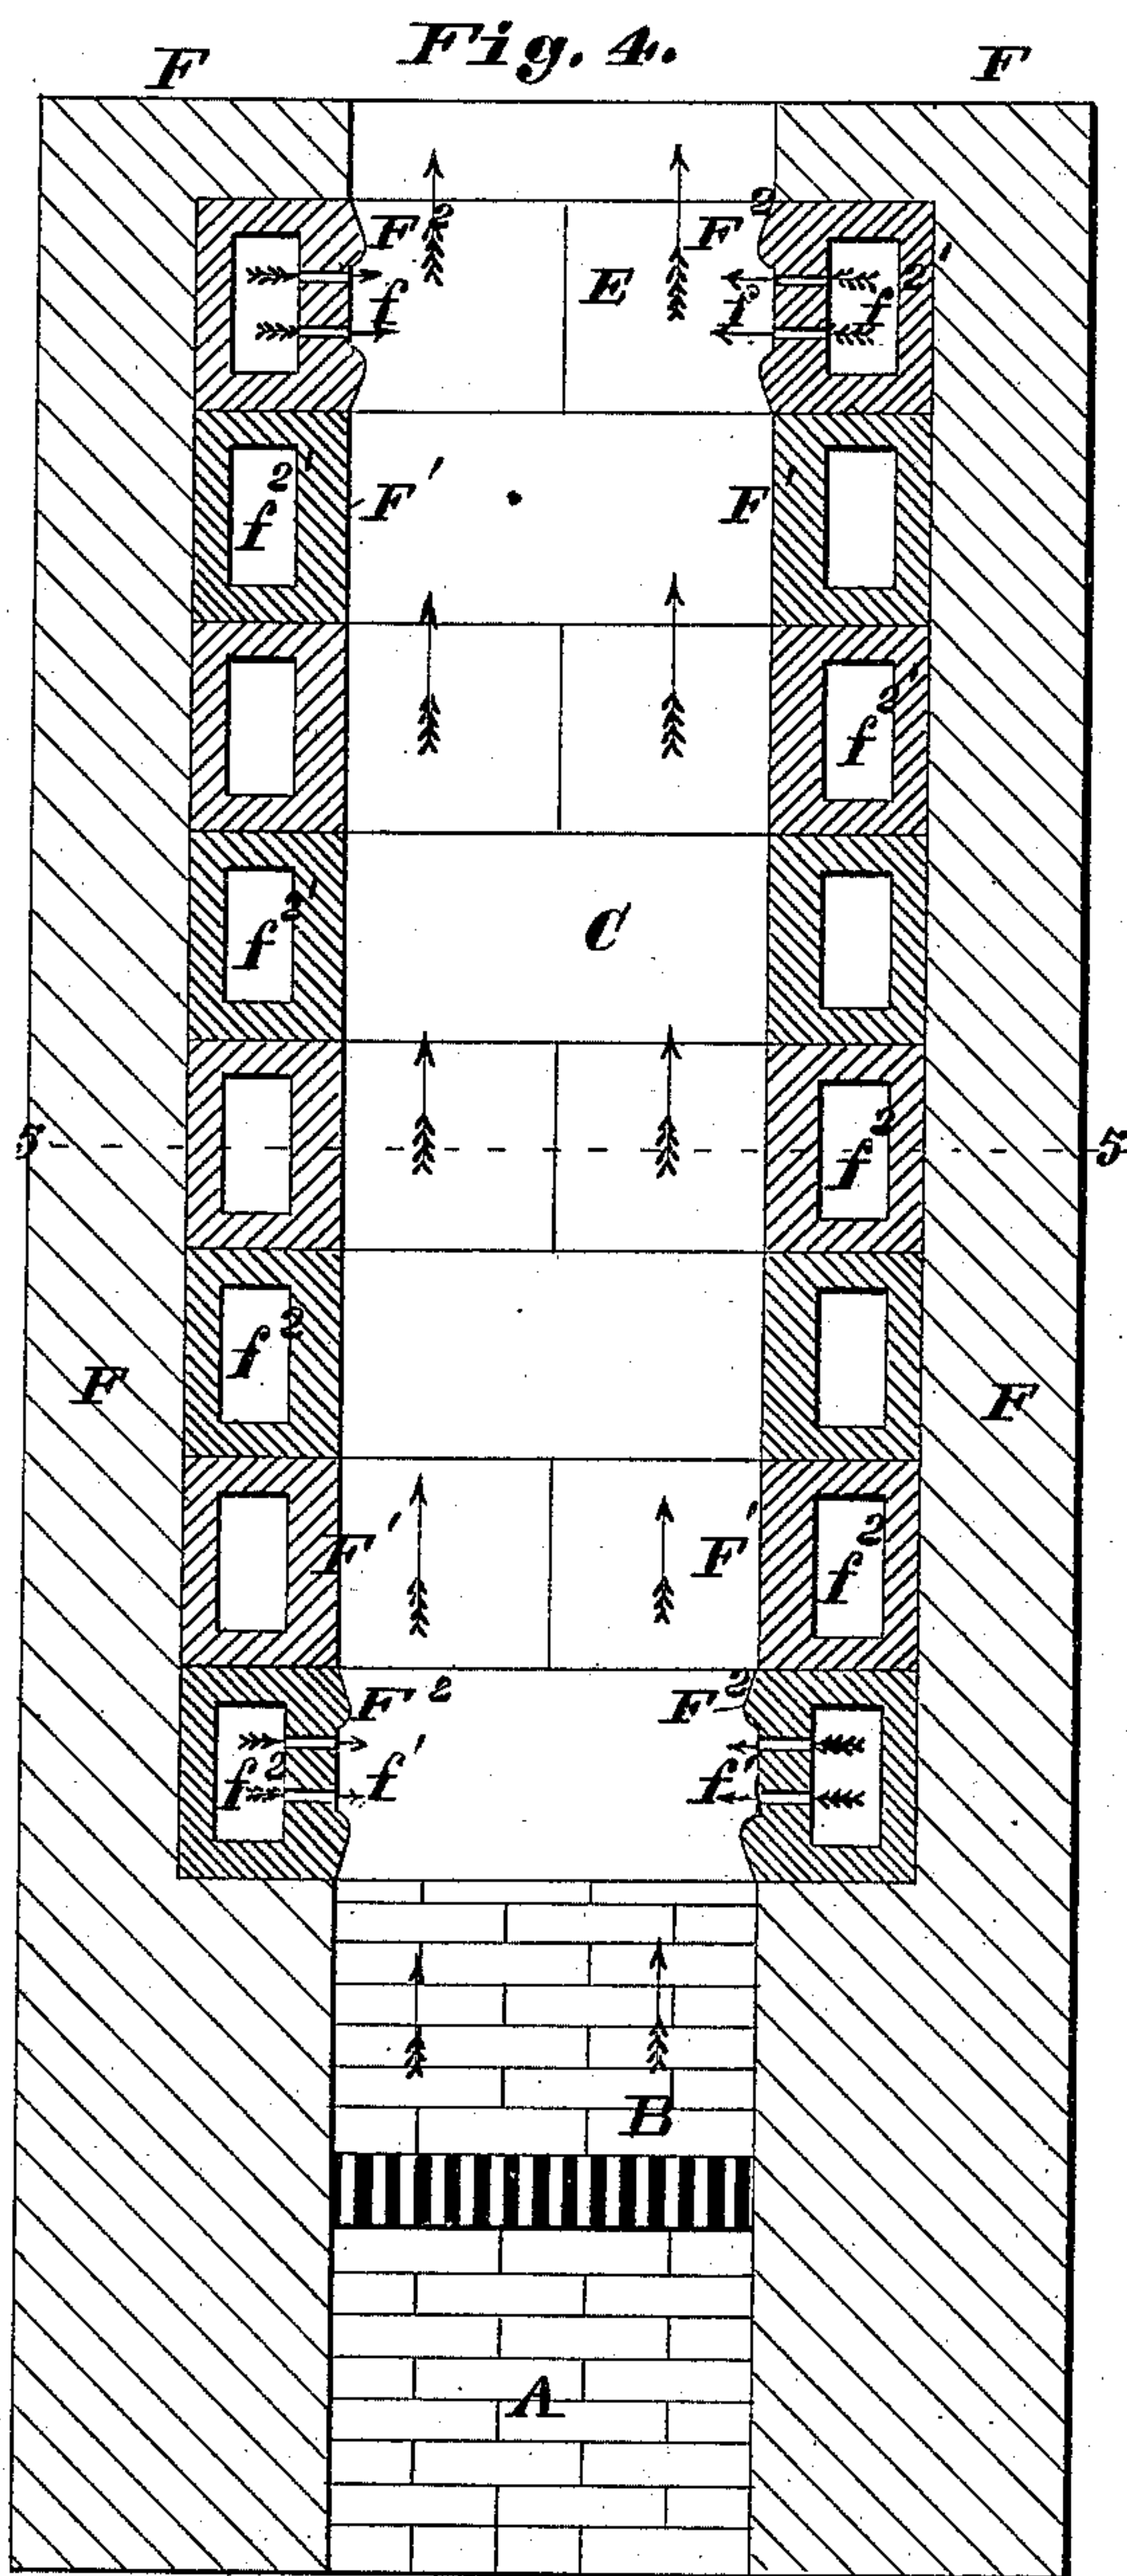 Fig. 4.
F F
F² F²
E
f f f²'
f²' F' F'
f²'
f²' C
5 5
f²
f²
F F
F' F' f²
F² F²
f² f' f'
B
A